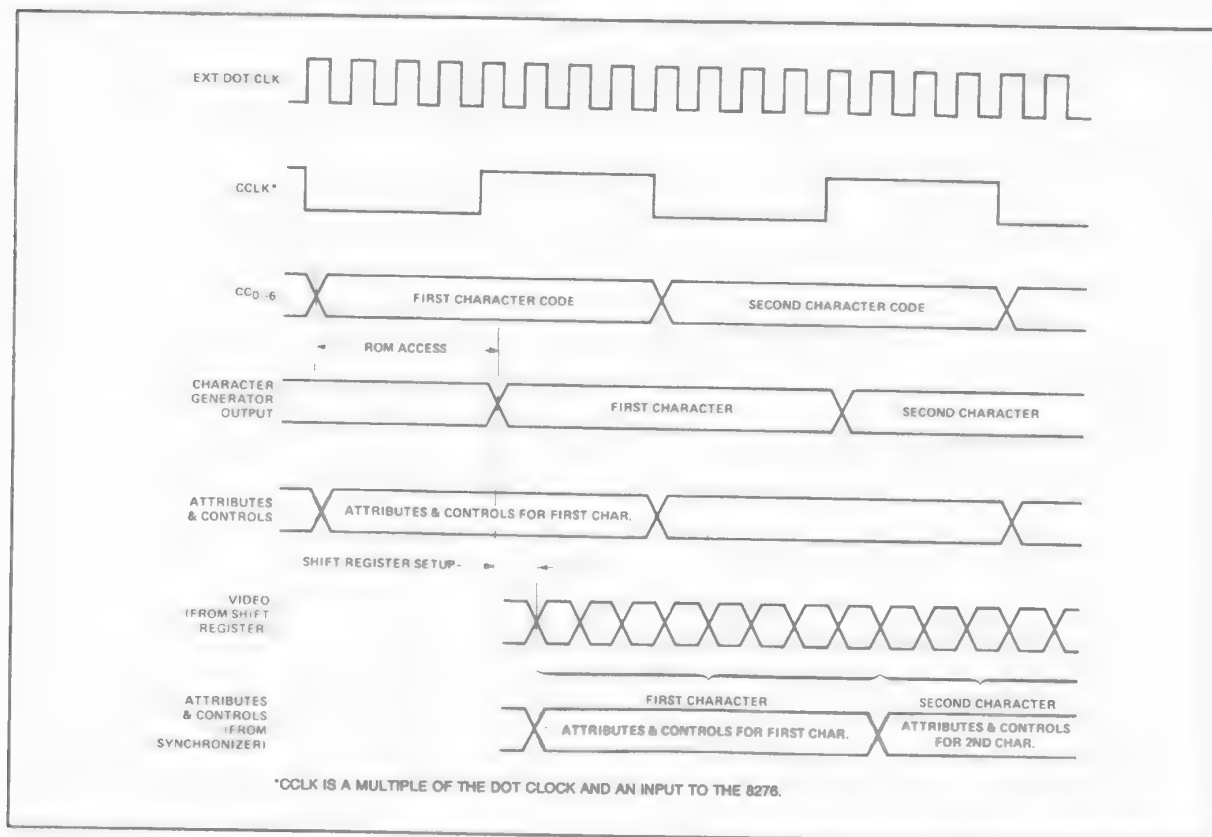 EXT DOT CLK
CCLK*
CC0-6
FIRST CHARACTER CODE
SECOND CHARACTER CODE
ROM ACCESS
CHARACTER
GENERATOR
OUTPUT
FIRST CHARACTER
SECOND CHARACTER
ATTRIBUTES
& CONTROLS
ATTRIBUTES & CONTROLS FOR FIRST CHAR.
SHIFT REGISTER SETUP-
VIDEO
(FROM SHIFT
REGISTER
FIRST CHARACTER
SECOND CHARACTER
ATTRIBUTES
& CONTROLS
(FROM
SYNCHRONIZER)
ATTRIBUTES & CONTROLS FOR FIRST CHAR.
ATTRIBUTES & CONTROLS
FOR 2ND CHAR.
*CCLK IS A MULTIPLE OF THE DOT CLOCK AND AN INPUT TO THE 8276.